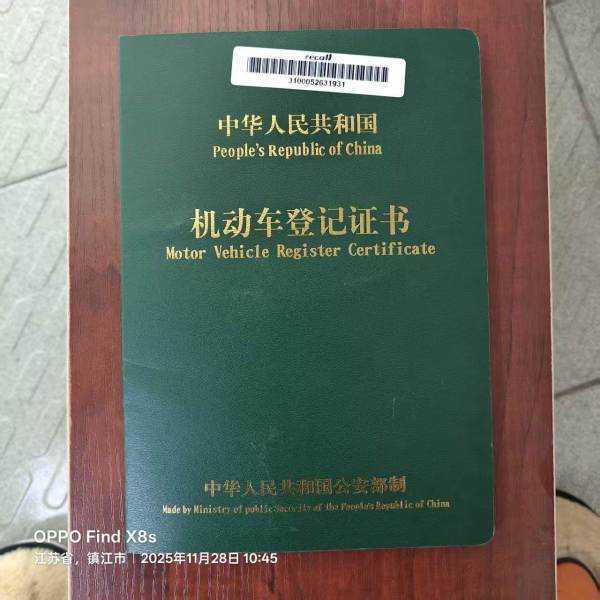 recall
3100052631931
中华人民共和国
People's Republic of China
机动车登记证书
Motor Vehicle Register Certificate
中华人民共和国公安部制
Made by Ministry of public Security of the People's Republic of China
OPPO Find X8s
江苏省，镇江市 | 2025年11月28日 10:45